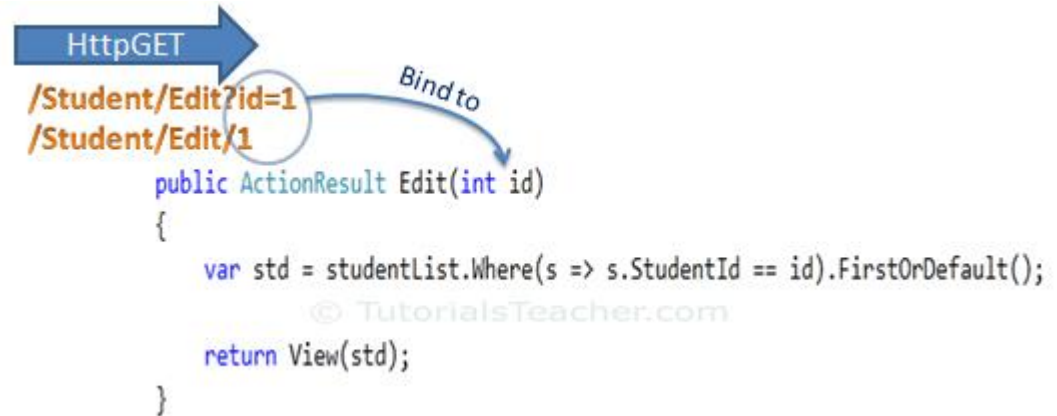 HttpGET
Bind to
/Student/Edit?id=1
/Student/Edit/1
public ActionResult Edit(int id)
{
var std = studentList.Where(s => s.StudentId == id).FirstOrDefault();
© TutorialsTeacher.com
return View(std);
}